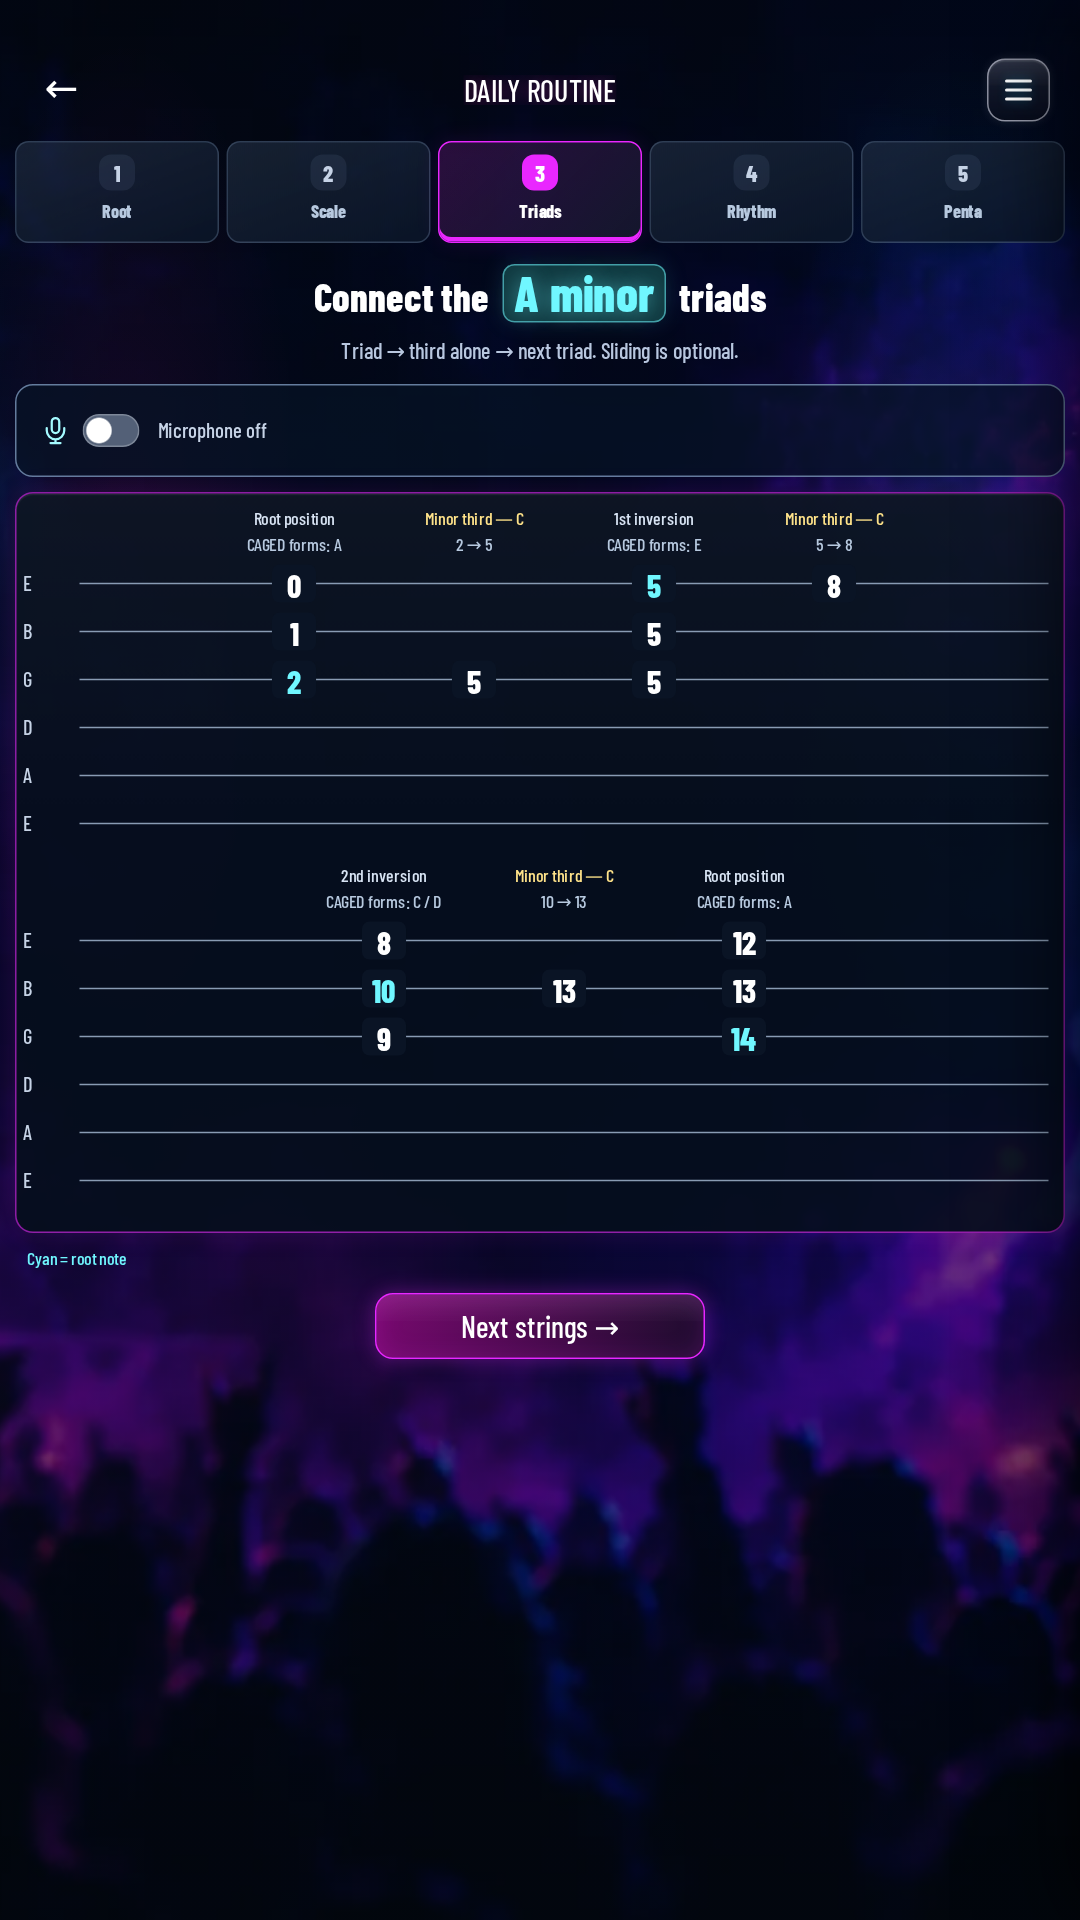 ← DAILY ROUTINE
1 2 3 4 5
Root Scale Triads Rhythm Penta
Connect the A minor triads
Triad → third alone → next triad. Sliding is optional.
Microphone off
Root position Minor third — C 1st inversion Minor third — C
CAGED forms: A 2 → 5 CAGED forms: E 5 → 8
E 0 5 8
B 1 5
G 2 5 5
D
A
E
2nd inversion Minor third — C Root position
CAGED forms: C / D 10 → 13 CAGED forms: A
E 8 12
B 10 13 13
G 9 14
D
A
E
Cyan = root note
Next strings →